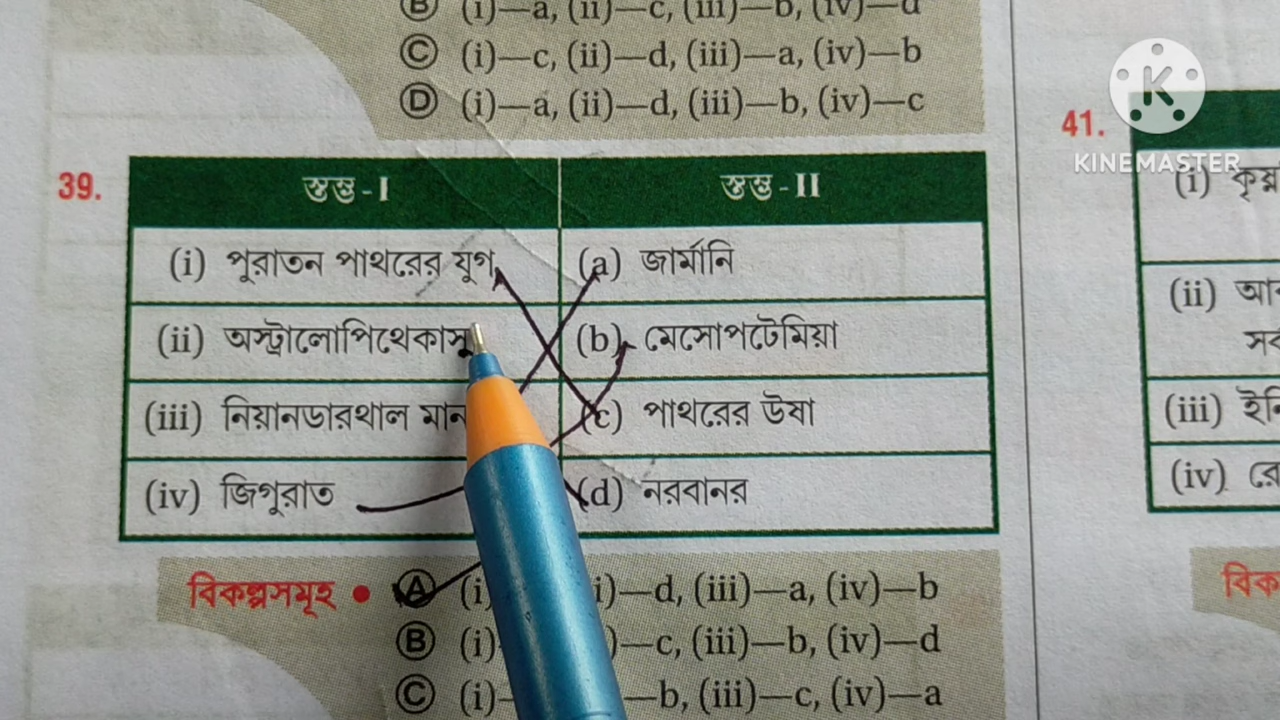 Ⓑ (i)—a, (ii)—c, (iii)—b, (iv)—d
Ⓒ (i)—c, (ii)—d, (iii)—a, (iv)—b
Ⓓ (i)—a, (ii)—d, (iii)—b, (iv)—c
39.
স্তম্ভ - I স্তম্ভ - II
(i) পুরাতন পাথরের যুগ (a) জার্মানি
(ii) অস্ট্রালোপিথেকাস্ (b) মেসোপটেমিয়া
(iii) নিয়ানডারথাল মান (c) পাথরের উষা
(iv) জিগুরাত (d) নরবানর
বিকল্পসমূহ • Ⓐ (i) i)—d, (iii)—a, (iv)—b
Ⓑ (i)— )—c, (iii)—b, (iv)—d
Ⓒ (i)— —b, (iii)—c, (iv)—a
41.
K
KINEMASTER
(i)
(ii)
(iii)
(iv)